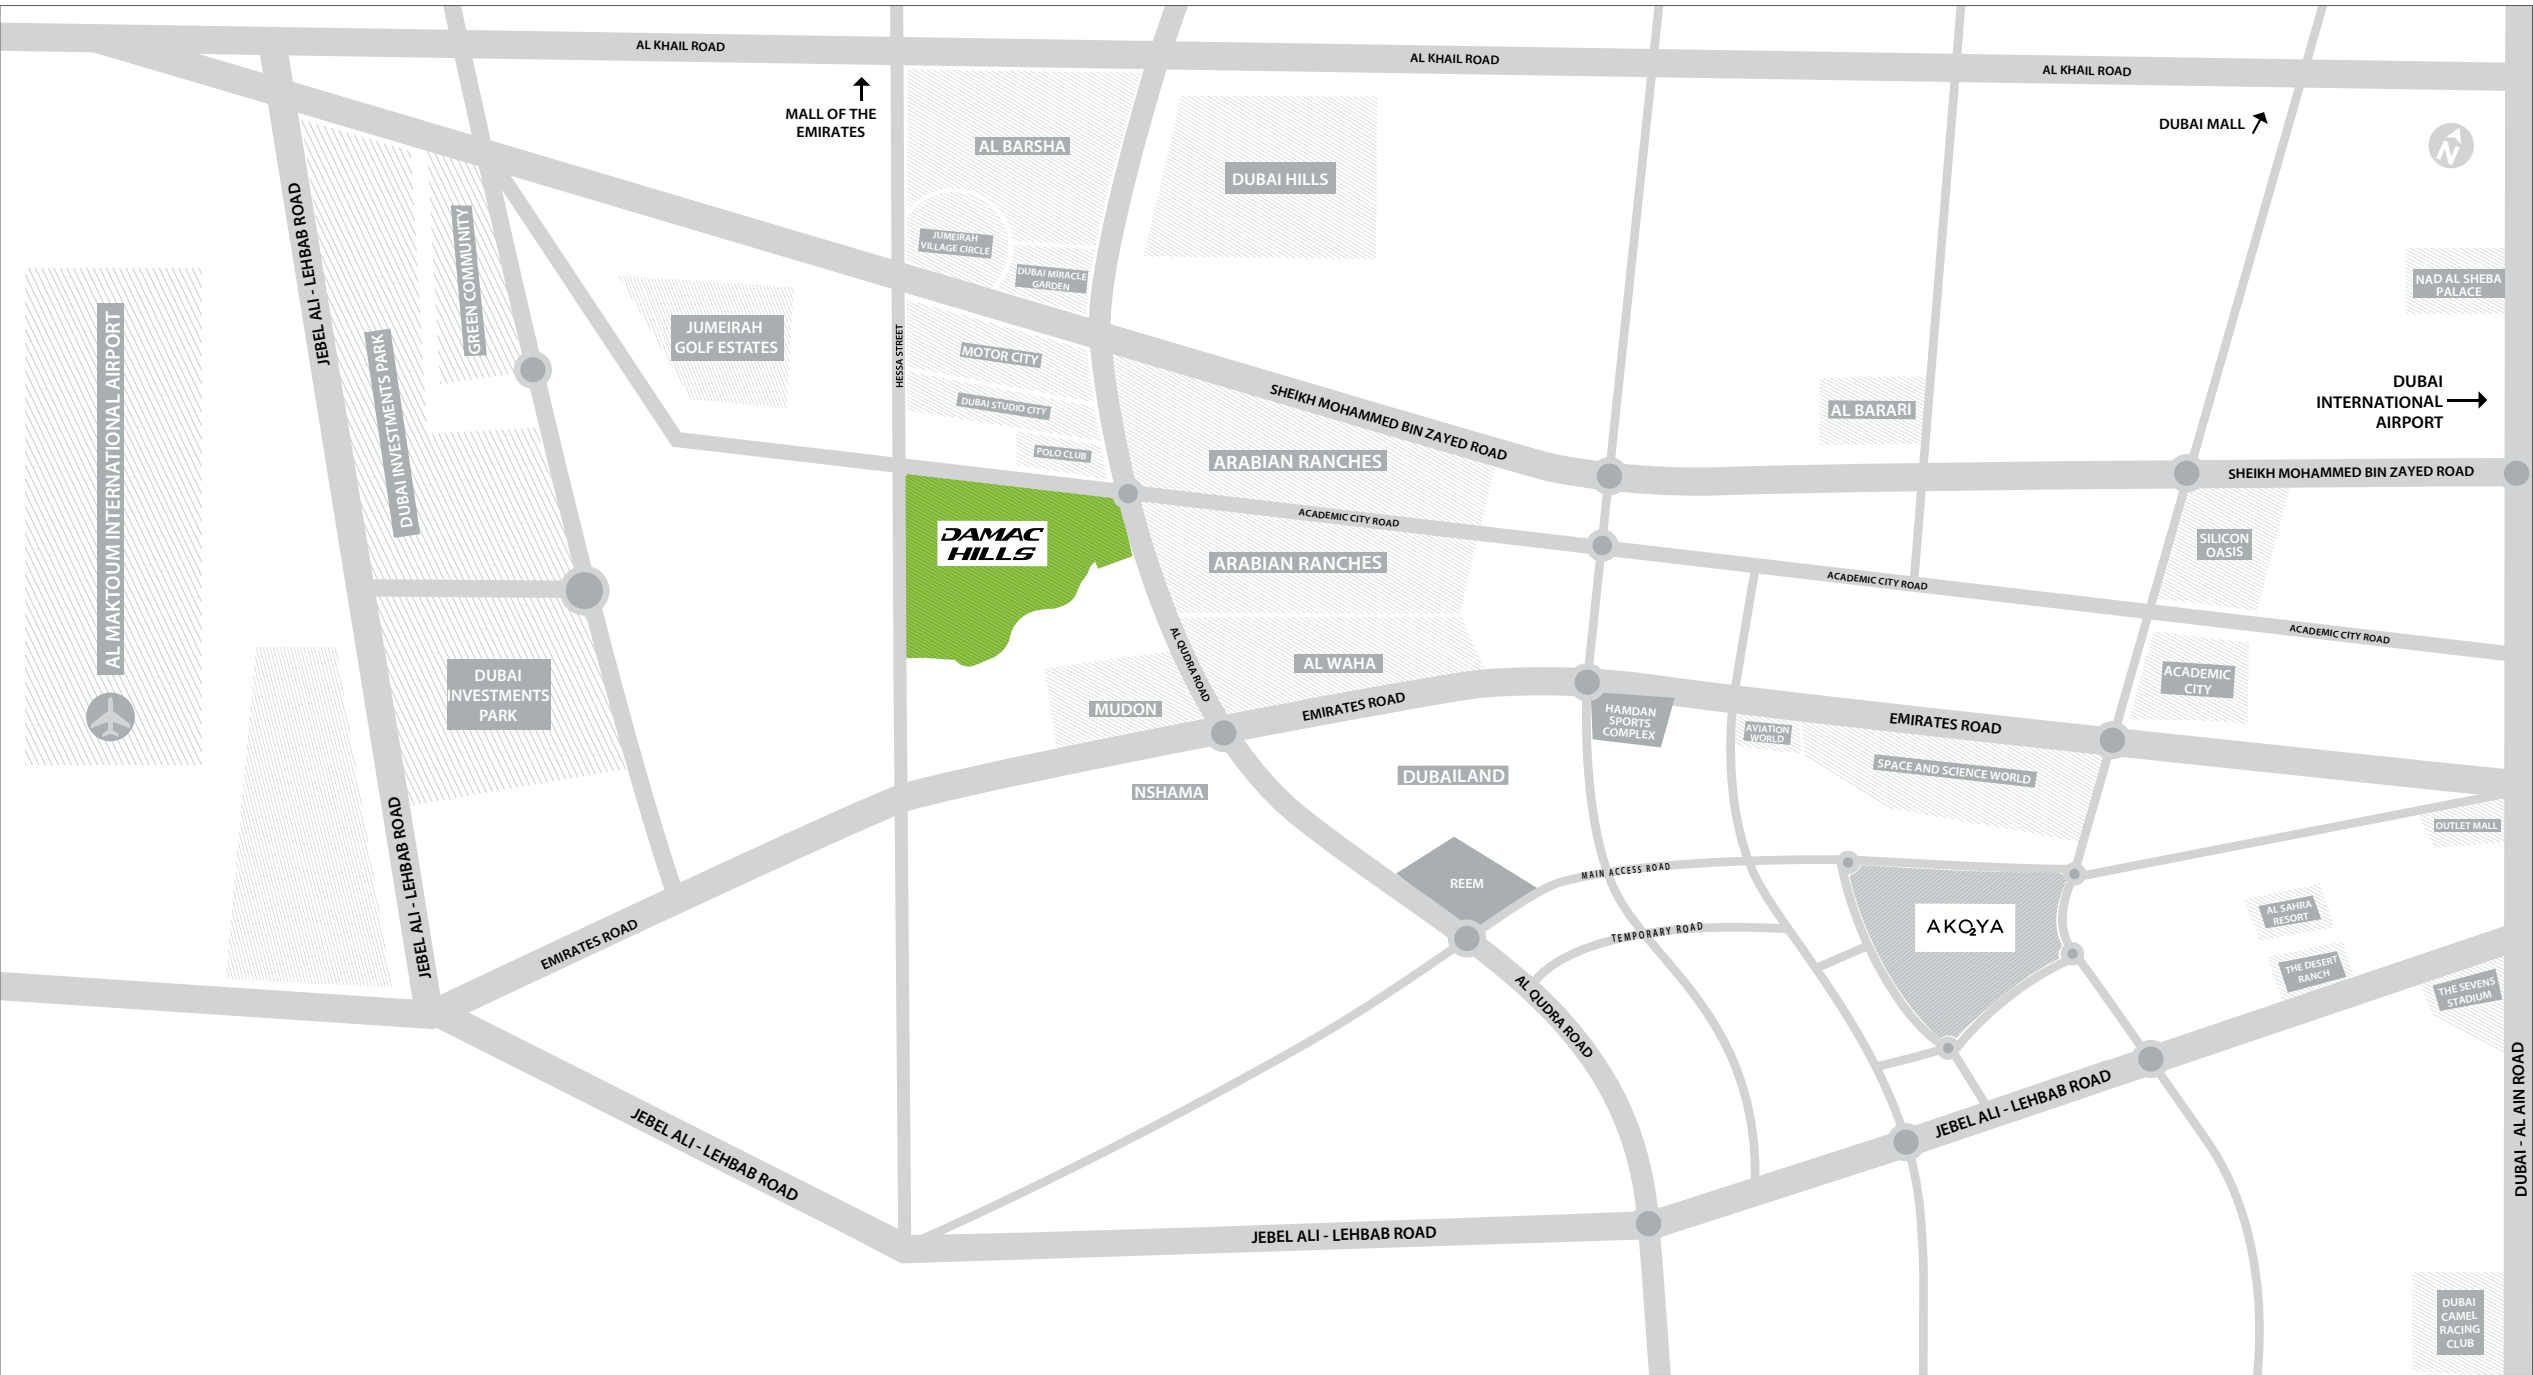 AL KHAIL ROAD
AL KHAIL ROAD
AL KHAIL ROAD
MALL OF THE
EMIRATES
DUBAI MALL
N
AL BARSHA
DUBAI HILLS
JEBEL ALI - LEHBAB ROAD
GREEN COMMUNITY
JUMEIRAH
VILLAGE CIRCLE
DUBAI MIRACLE
GARDEN
NAD AL SHEBA
PALACE
JUMEIRAH
GOLF ESTATES
HESSA STREET
MOTOR CITY
DUBAI STUDIO CITY
POLO CLUB
SHEIKH MOHAMMED BIN ZAYED ROAD
AL BARARI
DUBAI
INTERNATIONAL
AIRPORT
AL MAKTOUM INTERNATIONAL AIRPORT
DUBAI INVESTMENTS PARK
ARABIAN RANCHES
SHEIKH MOHAMMED BIN ZAYED ROAD
ACADEMIC CITY ROAD
DAMAC
HILLS
ARABIAN RANCHES
SILICON
OASIS
ACADEMIC CITY ROAD
ACADEMIC CITY ROAD
AL QUDRA ROAD
AL WAHA
ACADEMIC
CITY
DUBAI
INVESTMENTS
PARK
MUDON
EMIRATES ROAD
HAMDAN
SPORTS
COMPLEX
AVIATION
WORLD
EMIRATES ROAD
SPACE AND SCIENCE WORLD
DUBAILAND
NSHAMA
OUTLET MALL
JEBEL ALI - LEHBAB ROAD
REEM
MAIN ACCESS ROAD
TEMPORARY ROAD
AKO2YA
AL SAHRA
RESORT
EMIRATES ROAD
THE DESERT
RANCH
THE SEVENS
STADIUM
AL QUDRA ROAD
JEBEL ALI - LEHBAB ROAD
JEBEL ALI - LEHBAB ROAD
DUBAI - AL AIN ROAD
JEBEL ALI - LEHBAB ROAD
DUBAI
CAMEL
RACING
CLUB